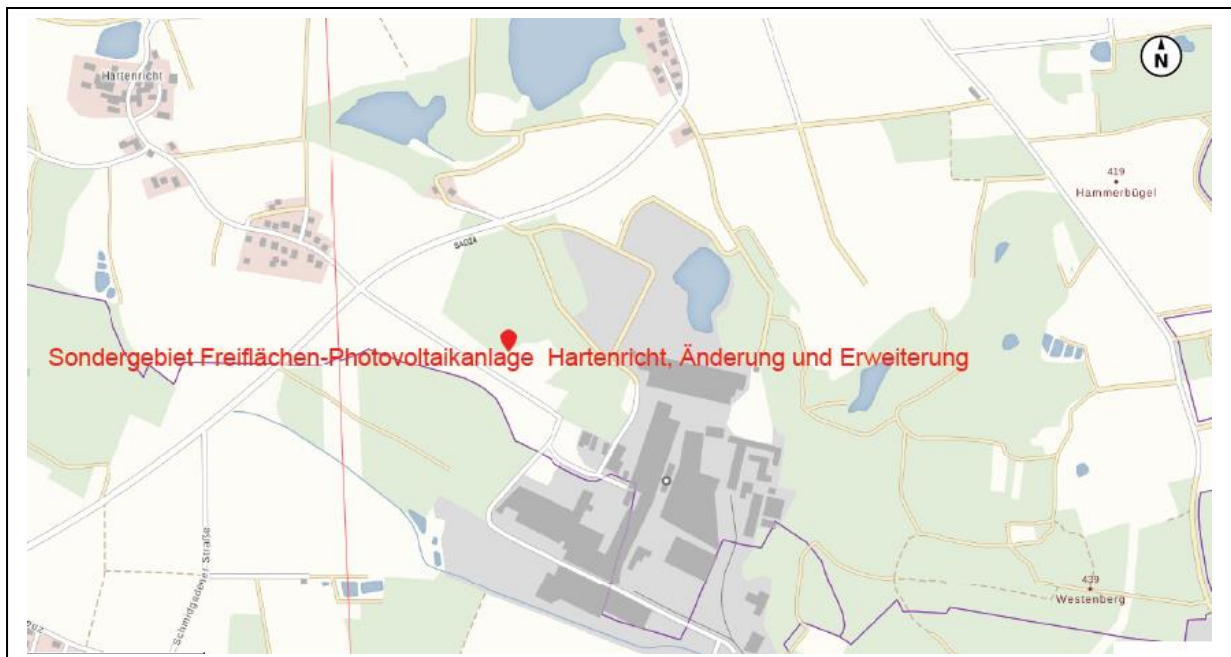 N
Hartenricht
419
Hammerbügel
SAD24
Sondergebiet Freiflächen-Photovoltaikanlage Hartenricht, Änderung und Erweiterung
Schmidgadener Straße
439
Westenberg